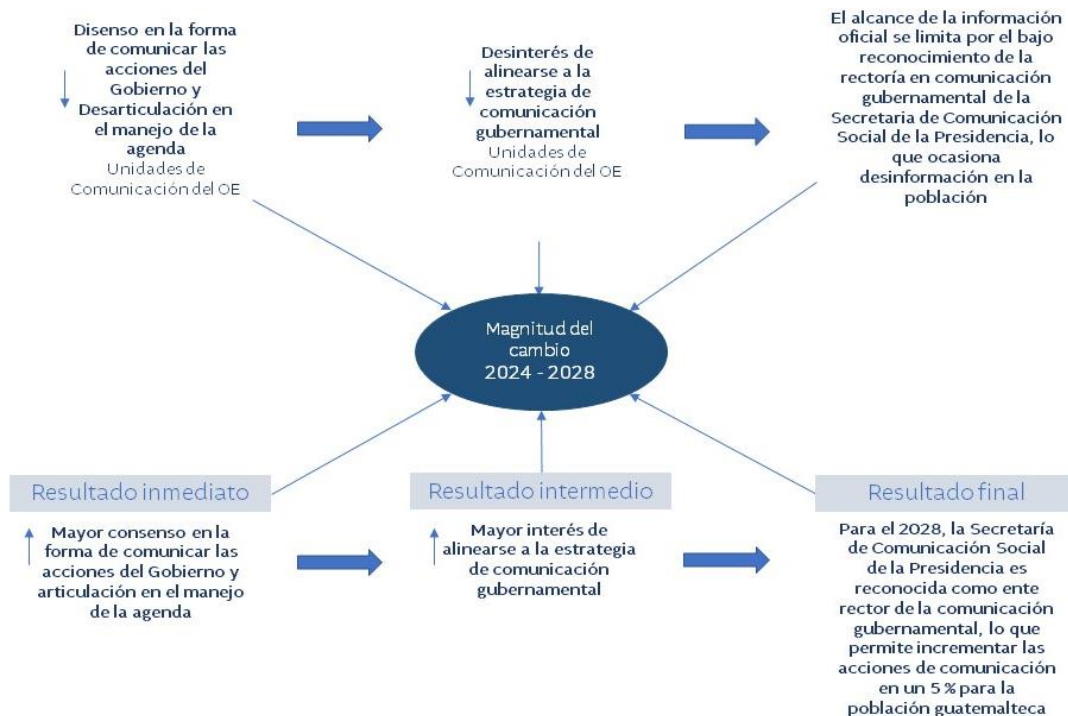 Disenso en la forma
de comunicar las
acciones del
Gobierno y
Desarticulación en
el manejo de la
agenda
Unidades de
Comunicación del OE
Desinterés de
alinearse a la
estrategia de
comunicación
gubernamental
Unidades de
Comunicación del OE
El alcance de la información
oficial se limita por el bajo
reconocimiento de la
rectoría en comunicación
gubernamental de la
Secretaria de Comunicación
Social de la Presidencia, lo
que ocasiona
desinformación en la
población
Magnitud del
cambio
2024 - 2028
Resultado inmediato
Mayor consenso en la
forma de comunicar las
acciones del Gobierno y
articulación en el manejo
de la agenda
Resultado intermedio
Mayor interés de
alinearse a la estrategia
de comunicación
gubernamental
Resultado final
Para el 2028, la Secretaría
de Comunicación Social
de la Presidencia es
reconocida como ente
rector de la comunicación
gubernamental, lo que
permite incrementar las
acciones de comunicación
en un 5 % para la
población guatemalteca